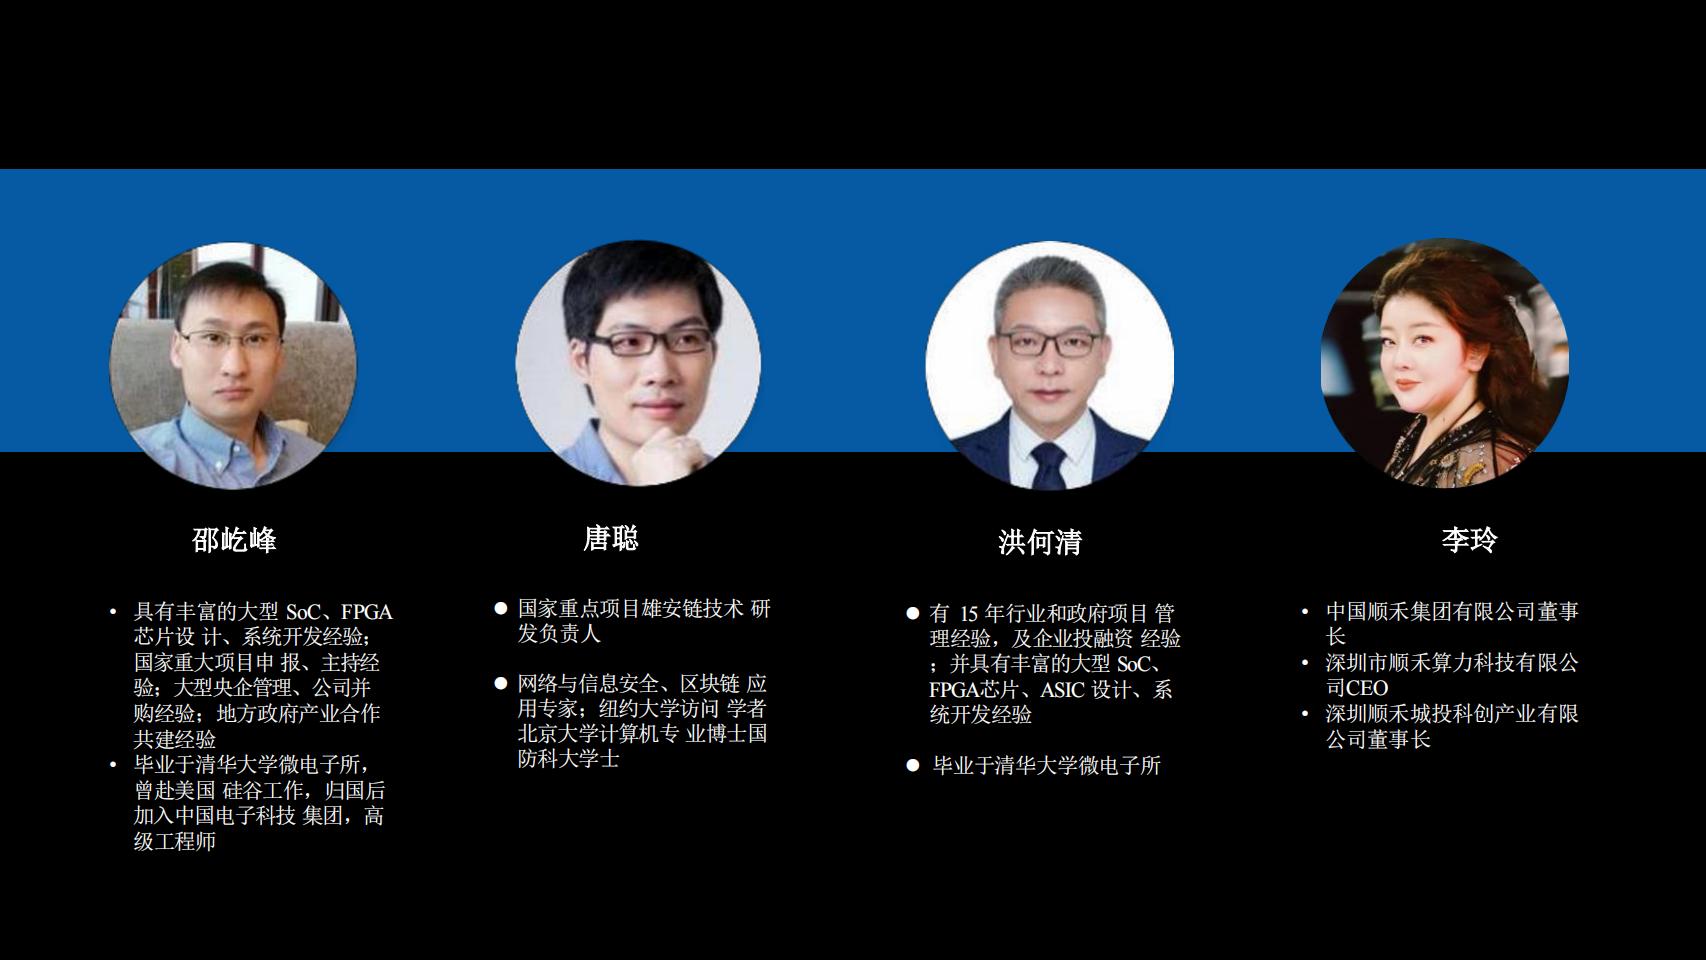 邵屹峰
• 具有丰富的大型 SoC、FPGA
芯片设 计、系统开发经验；
国家重大项目申 报、主持经
验；大型央企管理、公司并
购经验；地方政府产业合作
共建经验
• 毕业于清华大学微电子所，
曾赴美国 硅谷工作，归国后
加入中国电子科技 集团，高
级工程师
唐聪
● 国家重点项目雄安链技术 研
发负责人
● 网络与信息安全、区块链 应
用专家；纽约大学访问 学者
北京大学计算机专 业博士国
防科大学士
洪何清
● 有 15 年行业和政府项目 管
理经验，及企业投融资 经验
；并具有丰富的大型 SoC、
FPGA芯片、ASIC 设计、系
统开发经验
● 毕业于清华大学微电子所
李玲
• 中国顺禾集团有限公司董事
长
• 深圳市顺禾算力科技有限公
司CEO
• 深圳顺禾城投科创产业有限
公司董事长